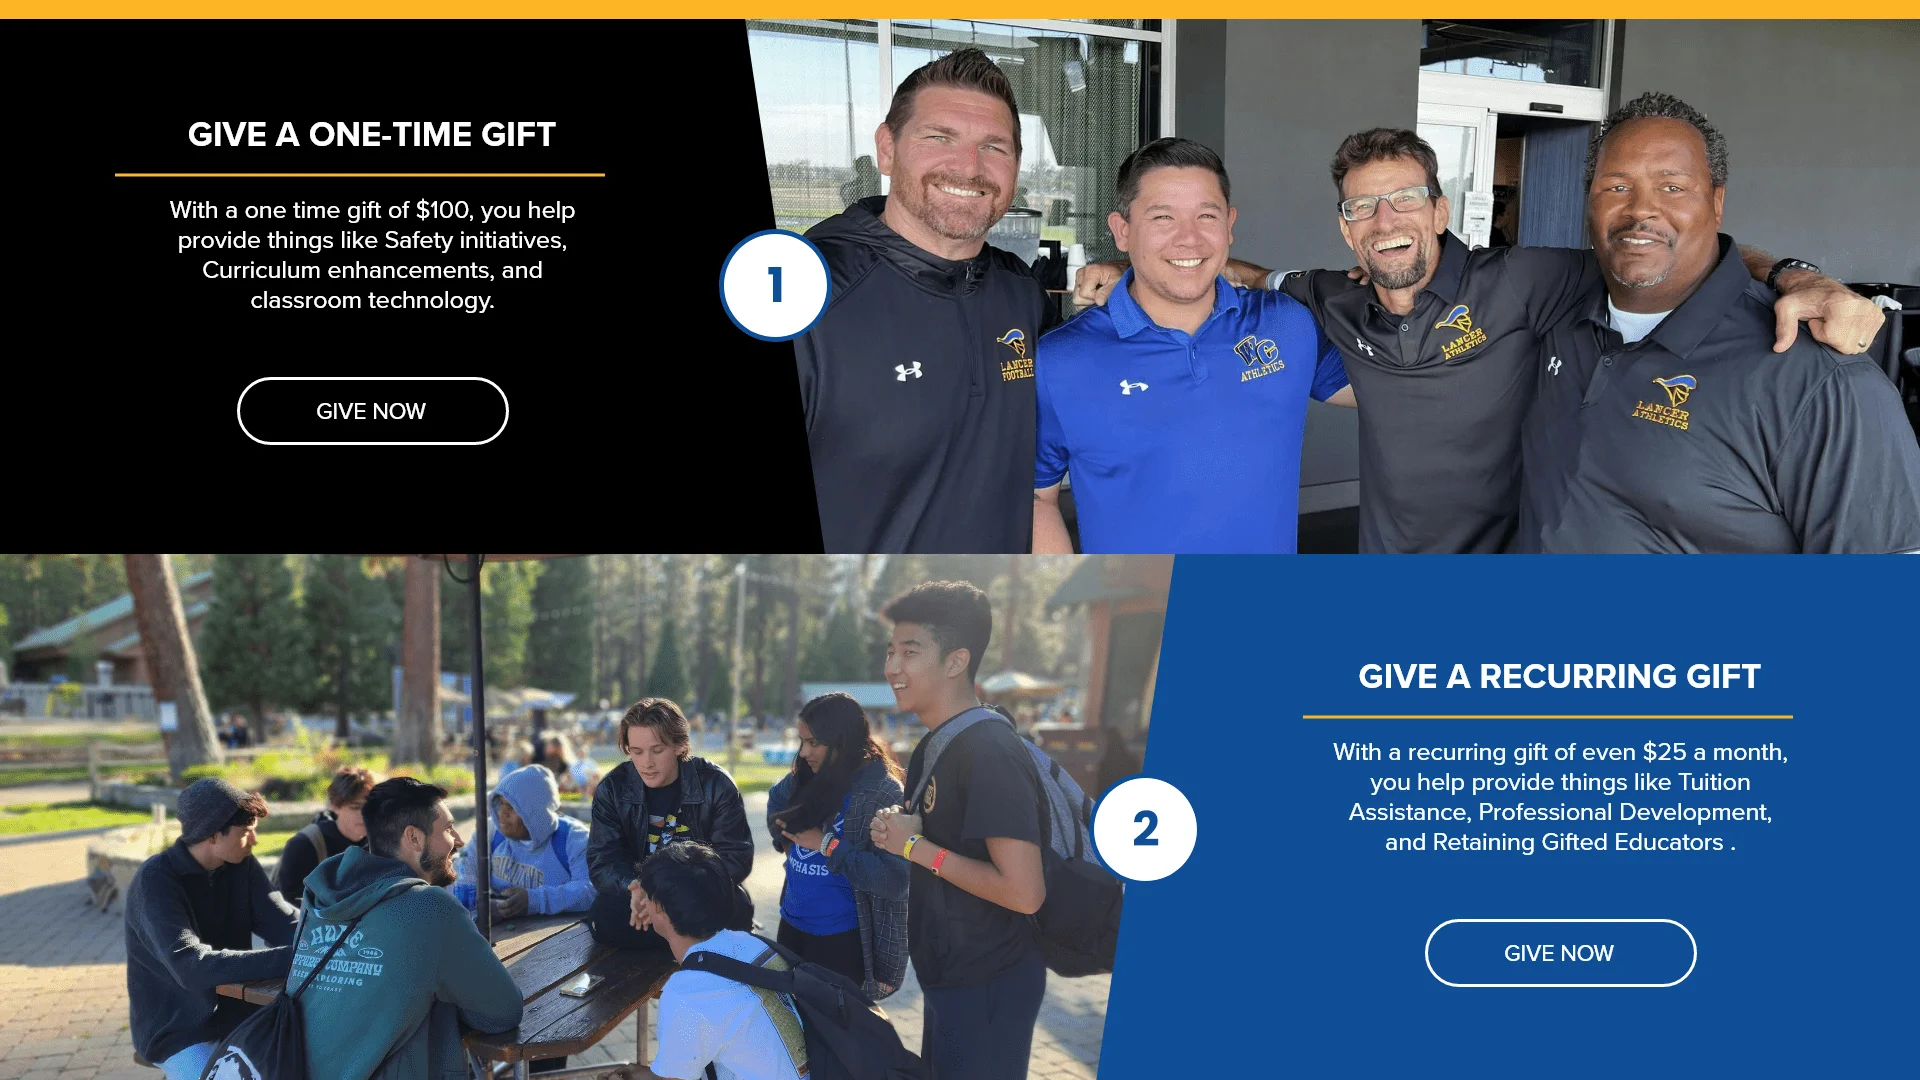 GIVE A ONE-TIME GIFT
With a one time gift of $100, you help
provide things like Safety initiatives,
Curriculum enhancements, and
classroom technology.
GIVE NOW
1
LANCER
FOOTBALL
WC
ATHLETICS
LANCER
ATHLETICS
LANCER
ATHLETICS
GIVE A RECURRING GIFT
With a recurring gift of even $25 a month,
you help provide things like Tuition
Assistance, Professional Development,
and Retaining Gifted Educators .
GIVE NOW
2
HUME
COMPANY
1946